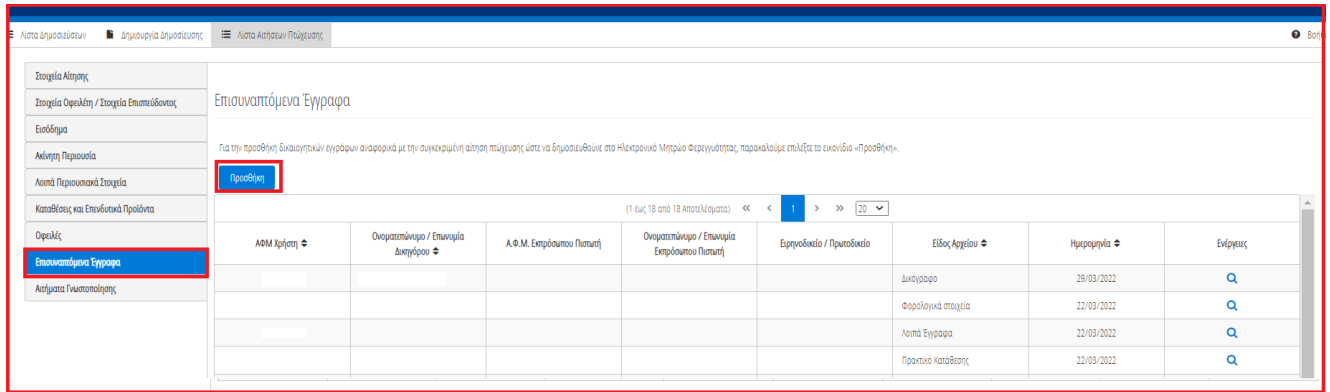 Λίστα Δημοσιεύσεων Δημιουργία Δημοσίευσης Λίστα Αιτήσεων Πτώχευσης
Στοιχεία Αίτησης
Στοιχεία Οφειλέτη / Στοιχεία Επισπεύδοντος
Εισόδημα
Ακίνητη Περιουσία
Λοιπά Περιουσιακά Στοιχεία
Καταθέσεις και Επενδυτικά Προϊόντα
Οφειλές
Επισυναπτόμενα Έγγραφα
Αιτήματα Γνωστοποίησης
Επισυναπτόμενα Έγγραφα
Για την προσθήκη δικαιογητικών εγγράφων αναφορικά με την συγκεκριμένη αίτηση πτώχευσης ώστε να δημοσιευθούνε στο Ηλεκτρονικό Μητρώο Φερεγγυότητας, παρακαλούμε επιλέξτε το εικονίδιο «Προσθήκη».
Προσθήκη
(1 έως 18 από 18 Αποτελέσματα) 1 20
ΑΦΜ Χρήστη
Ονοματεπώνυμο / Επωνυμία
Δικηγόρου
Α.Φ.Μ. Εκπρόσωπου Πιστωτή
Ονοματεπώνυμο / Επωνυμία
Εκπρόσωπου Πιστωτή
Ειρηνοδικείο / Πρωτοδικείο
Είδος Αρχείου
Ημερομηνία
Ενέργειες
Δικόγραφο 29/03/2022
Φορολογικά στοιχεία 22/03/2022
Λοιπά Έγγραφα 22/03/2022
Πρακτικό Κατάθεσης 22/03/2022